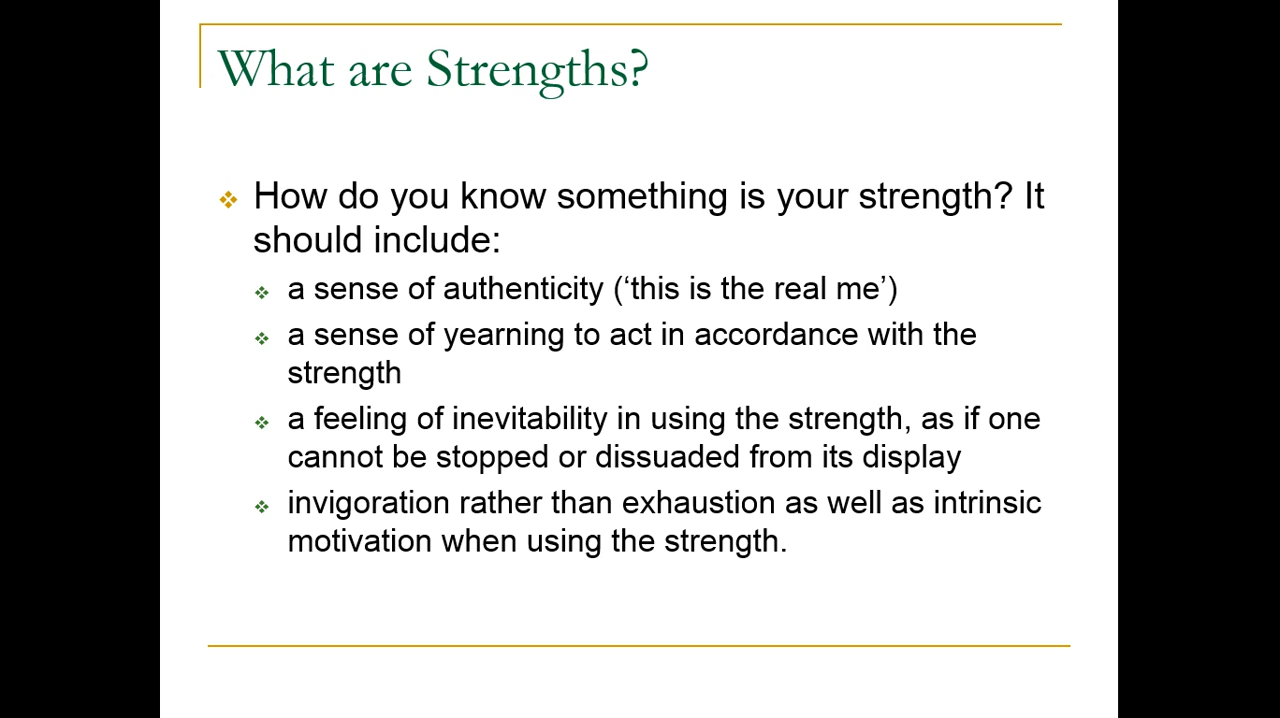 What are Strengths?
How do you know something is your strength? It
should include:
a sense of authenticity (‘this is the real me’)
a sense of yearning to act in accordance with the
strength
a feeling of inevitability in using the strength, as if one
cannot be stopped or dissuaded from its display
invigoration rather than exhaustion as well as intrinsic
motivation when using the strength.